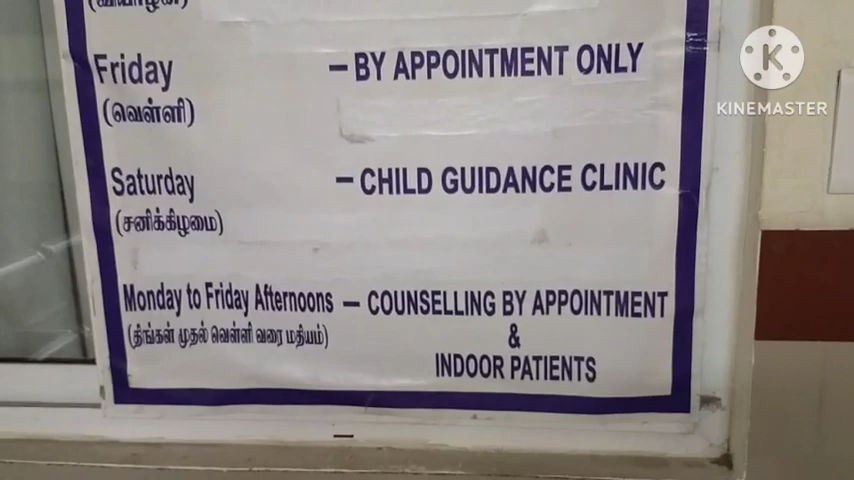 (வியாழன்)
Friday – BY APPOINTMENT ONLY
(வெள்ளி)
Saturday – CHILD GUIDANCE CLINIC
(சனிக்கிழமை)
Monday to Friday Afternoons – COUNSELLING BY APPOINTMENT
(திங்கள் முதல் வெள்ளி வரை மதியம்) &
INDOOR PATIENTS
K
KINEMASTER